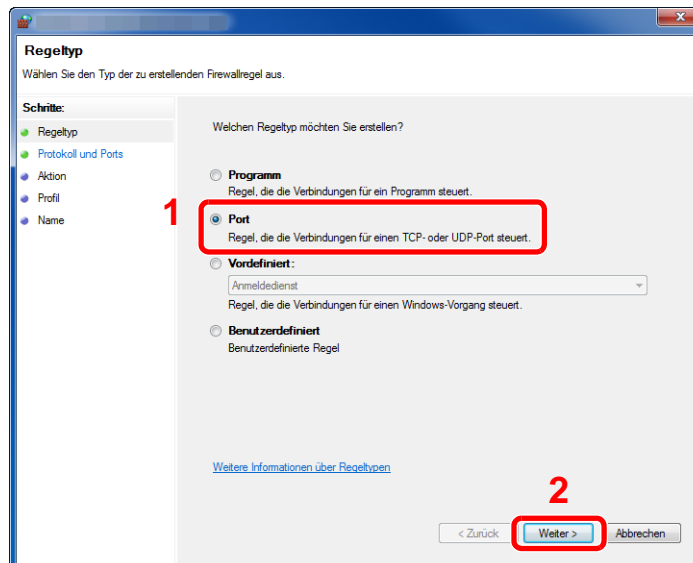 Regeltyp
Wählen Sie den Typ der zu erstellenden Firewallregel aus.
Schritte:
Regeltyp
Protokoll und Ports
Aktion
Profil
Name
Welchen Regeltyp möchten Sie erstellen?
Programm
Regel, die die Verbindungen für ein Programm steuert.
1
Port
Regel, die die Verbindungen für einen TCP- oder UDP-Port steuert.
Vordefiniert:
Anmeldedienst
Regel, die die Verbindungen für einen Windows-Vorgang steuert.
Benutzerdefiniert
Benutzerdefinierte Regel
Weitere Informationen über Regeltypen
2
< Zurück Weiter > Abbrechen